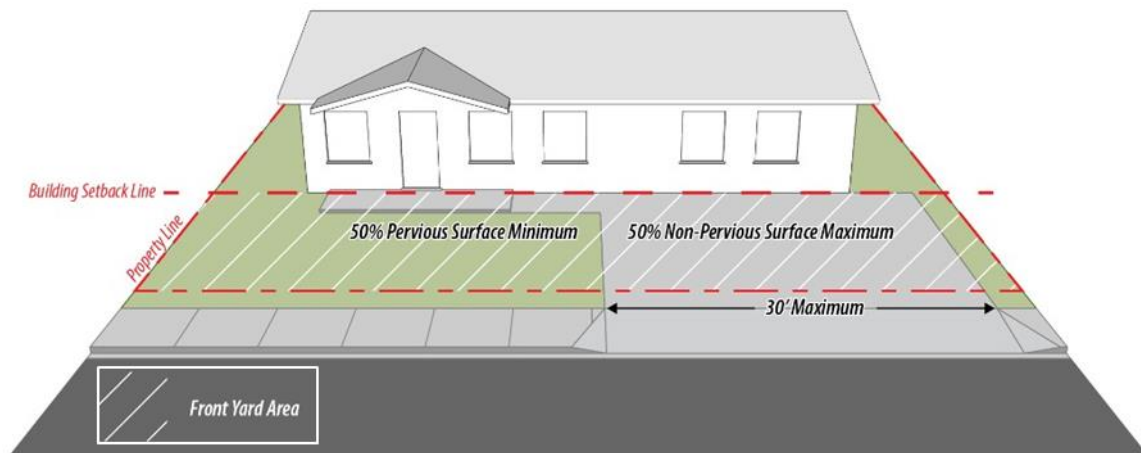 Building Setback Line
Property Line
50% Pervious Surface Minimum
50% Non-Pervious Surface Maximum
30' Maximum
Front Yard Area